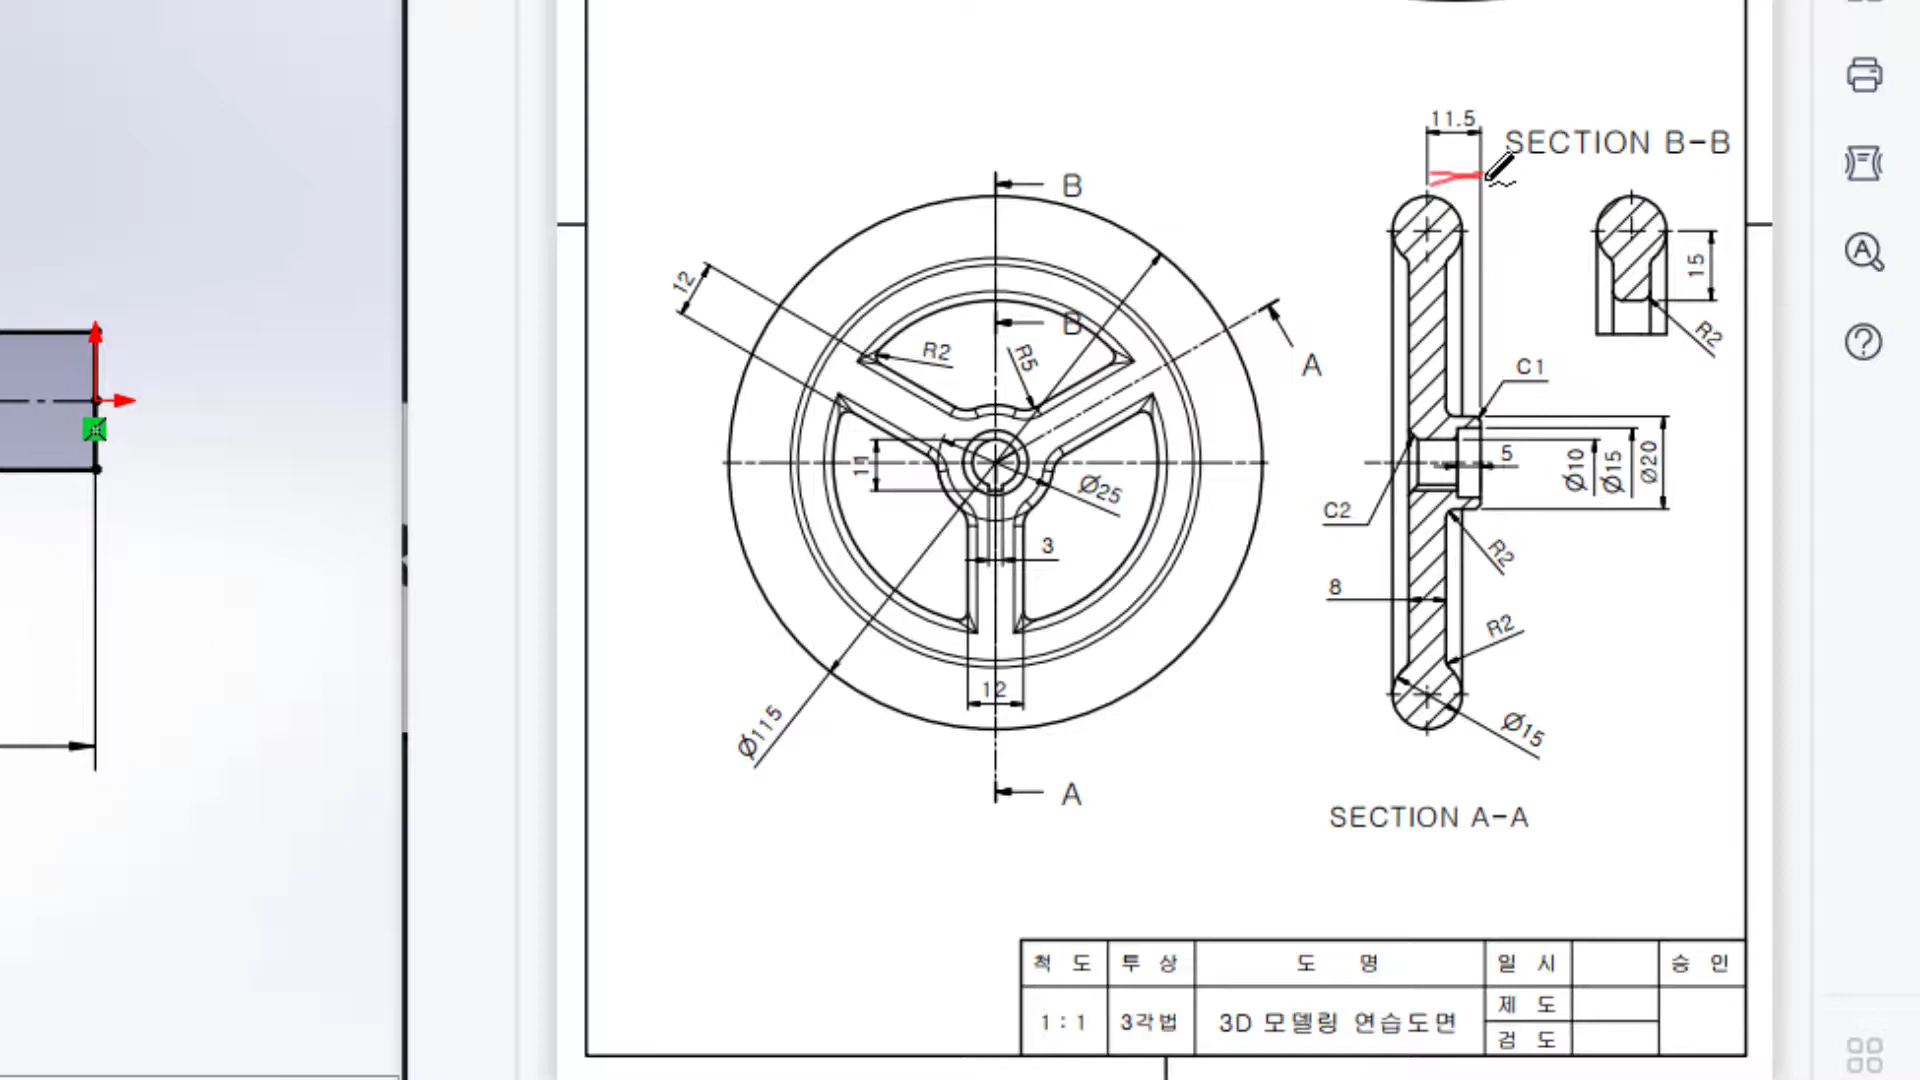 11.5
SECTION B-B
B
12
15
B
R2
R5
R2
A
C1
11
Ø25
5
Ø10
Ø15
Ø20
C2
3
R2
8
R2
12
Ø115
Ø15
A
SECTION A-A
척 도 투 상 도 명 일 시 승 인
1 : 1 3각법 3D 모델링 연습도면 제 도
검 도